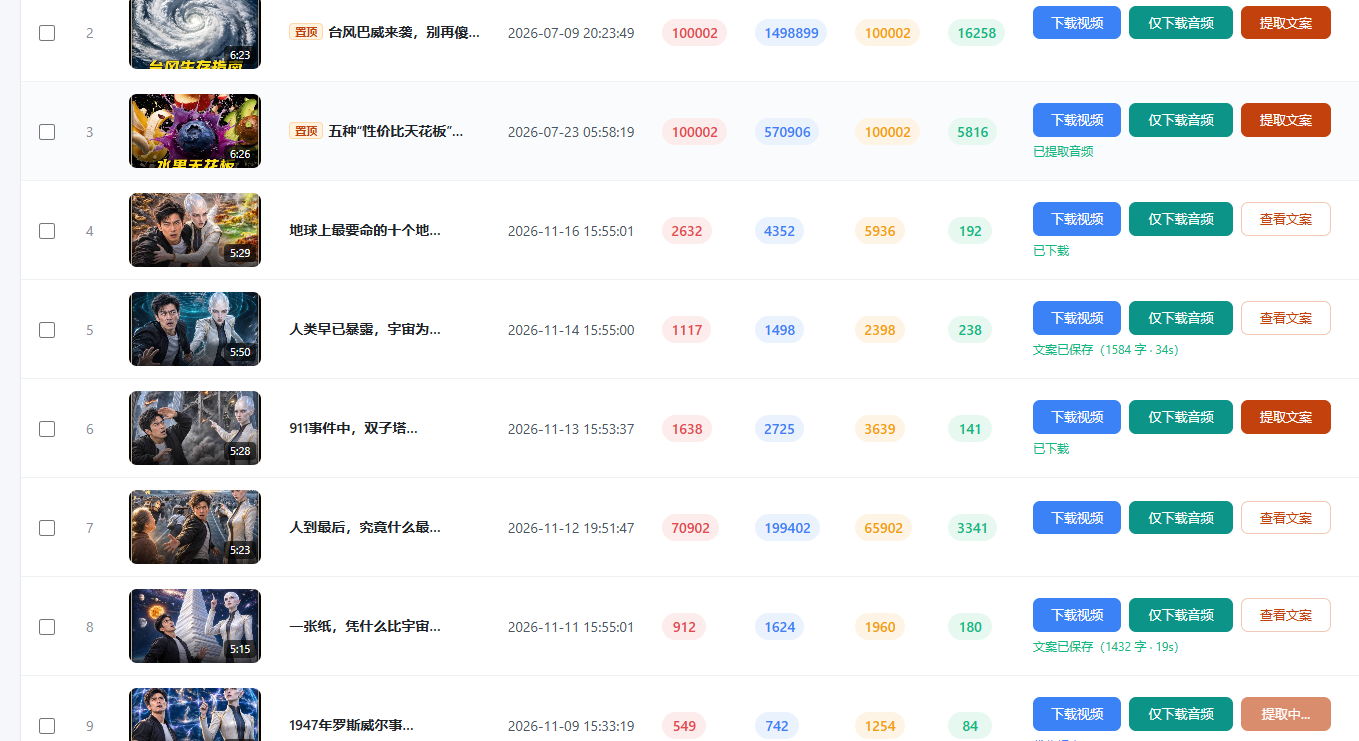 2
6:23
台风生存指南
置顶 台风巴威来袭，别再傻... 2026-07-09 20:23:49 100002 1498899 100002 16258 下载视频 仅下载音频 提取文案
3
6:26
水果天花板
置顶 五种“性价比天花板”... 2026-07-23 05:58:19 100002 570906 100002 5816 下载视频 仅下载音频 提取文案
已提取音频
4
5:29
地球上最要命的十个地... 2026-11-16 15:55:01 2632 4352 5936 192 下载视频 仅下载音频 查看文案
已下载
5
5:50
人类早已暴露，宇宙为... 2026-11-14 15:55:00 1117 1498 2398 238 下载视频 仅下载音频 查看文案
文案已保存（1584 字 · 34s）
6
5:28
911事件中，双子塔... 2026-11-13 15:53:37 1638 2725 3639 141 下载视频 仅下载音频 提取文案
已下载
7
5:23
人到最后，究竟什么最... 2026-11-12 19:51:47 70902 199402 65902 3341 下载视频 仅下载音频 查看文案
8
5:15
一张纸，凭什么比宇宙... 2026-11-11 15:55:01 912 1624 1960 180 下载视频 仅下载音频 查看文案
文案已保存（1432 字 · 19s）
9
1947年罗斯威尔事... 2026-11-09 15:33:19 549 742 1254 84 下载视频 仅下载音频 提取中...